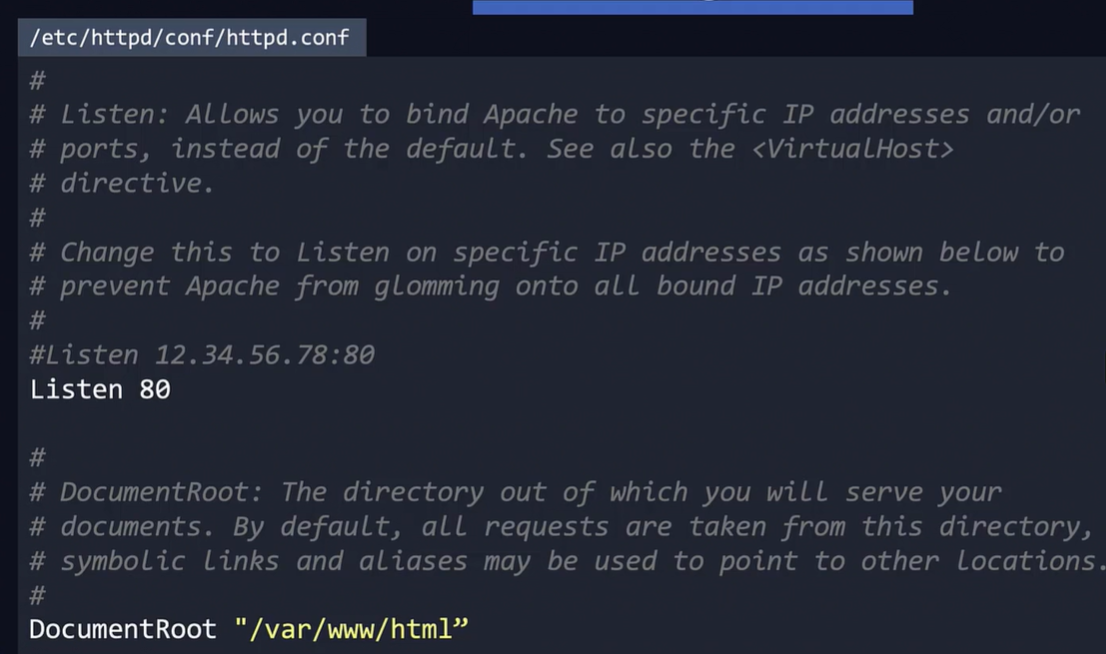 /etc/httpd/conf/httpd.conf
#
# Listen: Allows you to bind Apache to specific IP addresses and/or
# ports, instead of the default. See also the <VirtualHost>
# directive.
#
# Change this to Listen on specific IP addresses as shown below to
# prevent Apache from glomming onto all bound IP addresses.
#
#Listen 12.34.56.78:80
Listen 80
#
# DocumentRoot: The directory out of which you will serve your
# documents. By default, all requests are taken from this directory,
# symbolic links and aliases may be used to point to other locations.
#
DocumentRoot "/var/www/html”